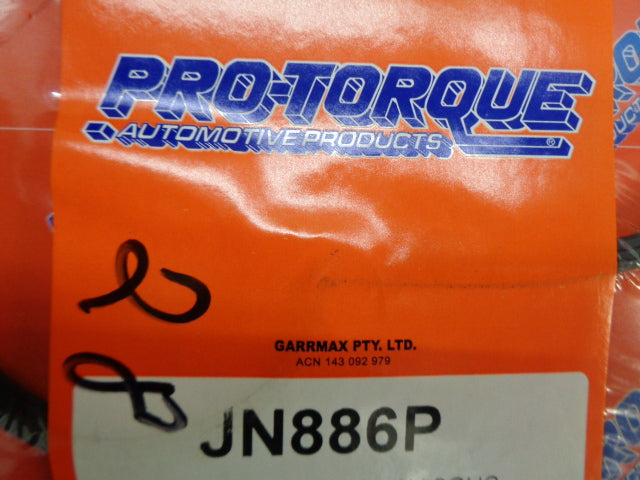 PRO-TORQUE
AUTOMOTIVE PRODUCTS ®
GARRMAX PTY. LTD.
ACN 143 092 979
JN886P